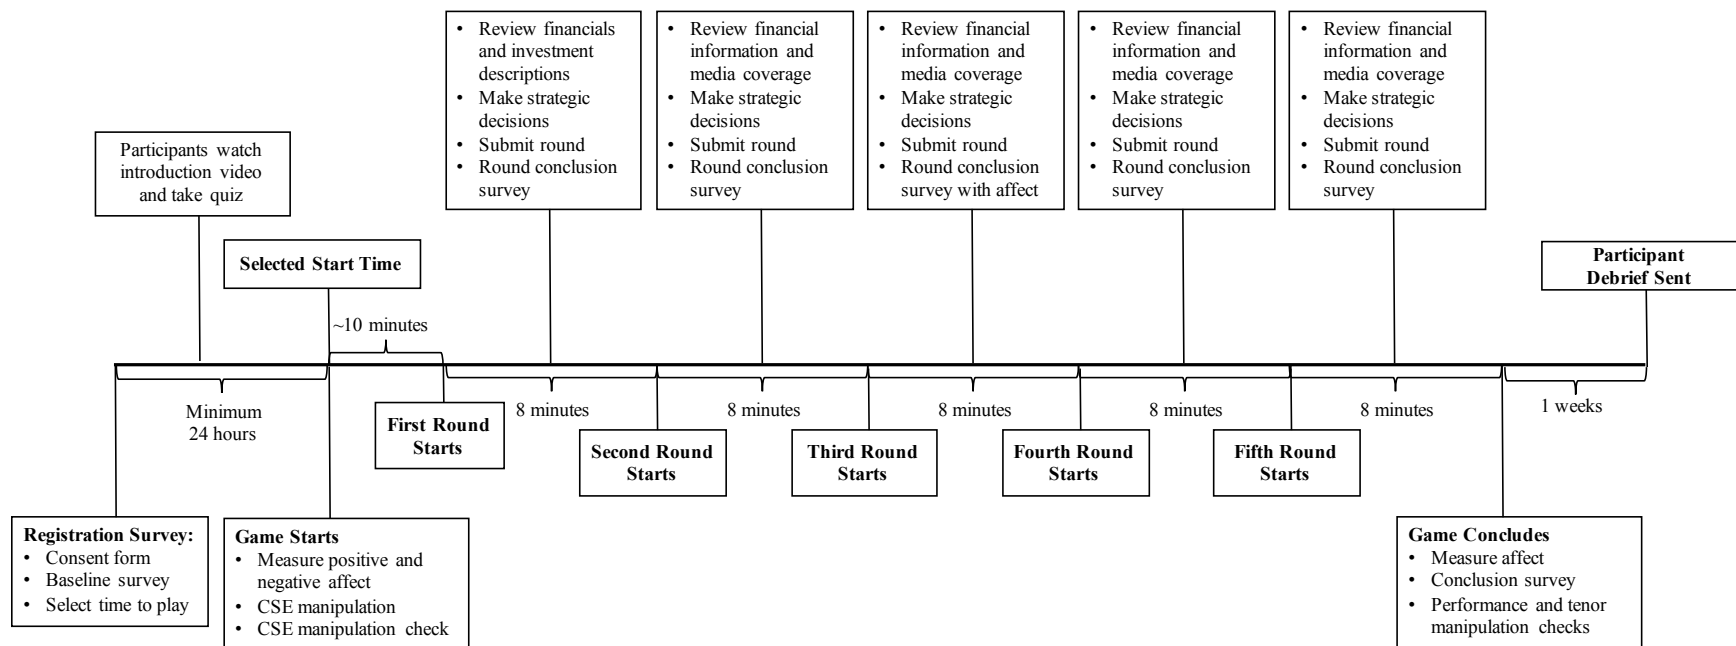 • Review financials
and investment
descriptions
• Make strategic
decisions
• Submit round
• Round conclusion
survey
• Review financial
information and
media coverage
• Make strategic
decisions
• Submit round
• Round conclusion
survey
• Review financial
information and
media coverage
• Make strategic
decisions
• Submit round
• Round conclusion
survey with affect
• Review financial
information and
media coverage
• Make strategic
decisions
• Submit round
• Round conclusion
survey
• Review financial
information and
media coverage
• Make strategic
decisions
• Submit round
• Round conclusion
survey
Participants watch
introduction video
and take quiz
Selected Start Time
Participant
Debrief Sent
~10 minutes
Minimum
24 hours
First Round
Starts
8 minutes
8 minutes
8 minutes
8 minutes
8 minutes
1 weeks
Second Round
Starts
Third Round
Starts
Fourth Round
Starts
Fifth Round
Starts
Registration Survey:
• Consent form
• Baseline survey
• Select time to play
Game Starts
• Measure positive and
negative affect
• CSE manipulation
• CSE manipulation check
Game Concludes
• Measure affect
• Conclusion survey
• Performance and tenor
manipulation checks